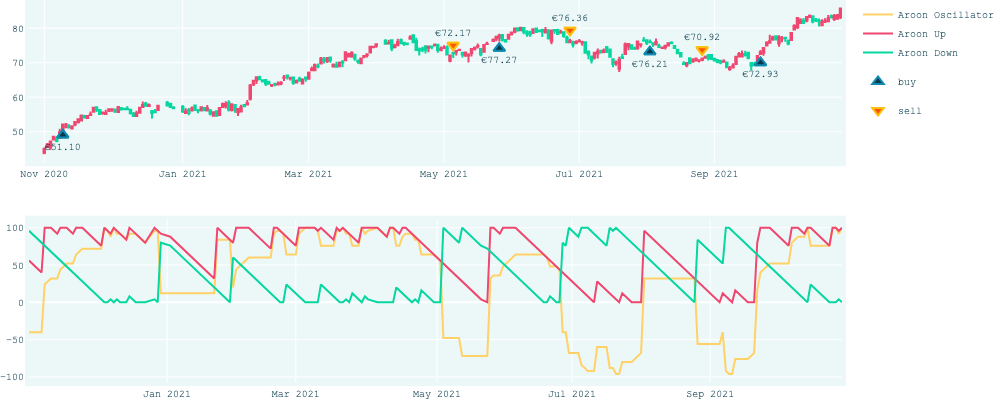 80
70
60
50
€76.36
€72.17
€77.27
€76.21
€70.92
€72.93
€51.10
Nov 2020
Jan 2021
Mar 2021
May 2021
Jul 2021
Sep 2021
Aroon Oscillator
Aroon Up
Aroon Down
buy
sell
100
50
0
−50
−100
Jan 2021
Mar 2021
May 2021
Jul 2021
Sep 2021